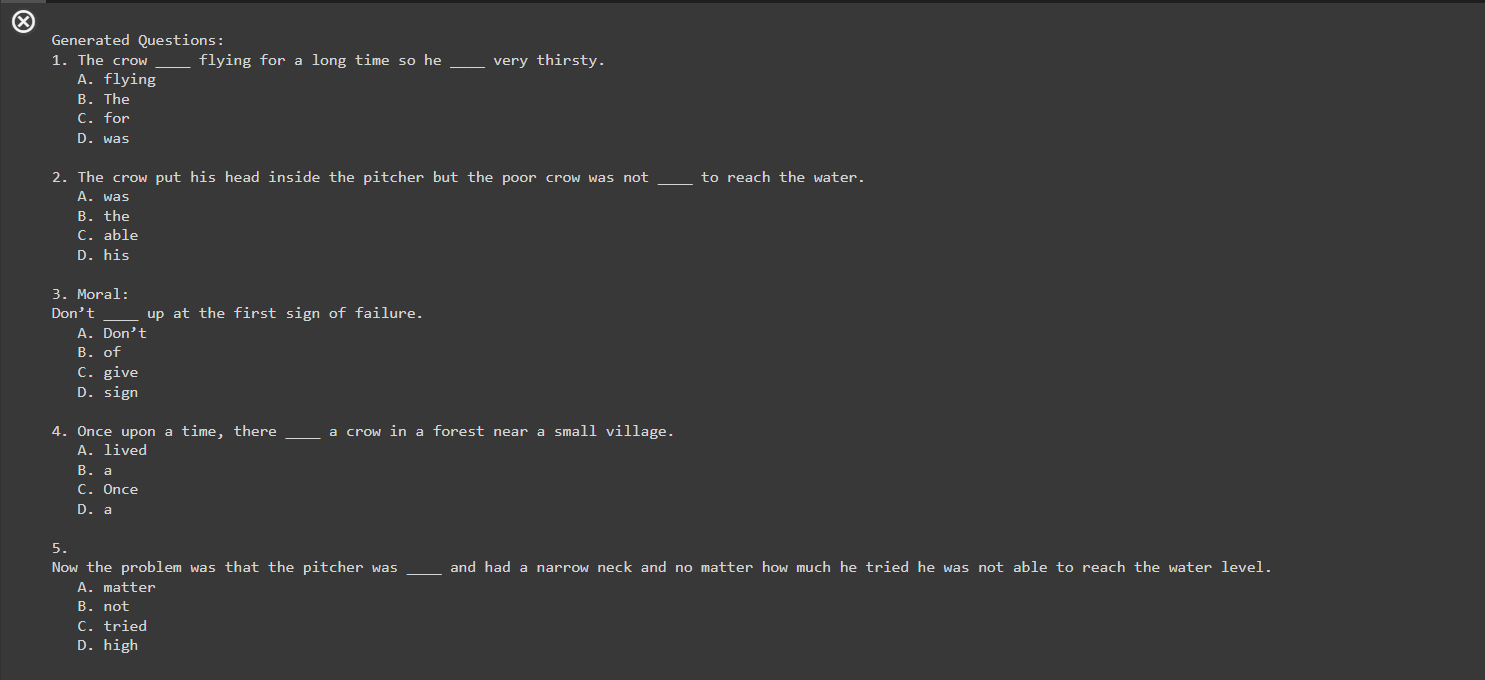 Generated Questions:
1. The crow ____ flying for a long time so he ____ very thirsty.
A. flying
B. The
C. for
D. was
2. The crow put his head inside the pitcher but the poor crow was not ____ to reach the water.
A. was
B. the
C. able
D. his
3. Moral:
Don’t ____ up at the first sign of failure.
A. Don’t
B. of
C. give
D. sign
4. Once upon a time, there ____ a crow in a forest near a small village.
A. lived
B. a
C. Once
D. a
5.
Now the problem was that the pitcher was ____ and had a narrow neck and no matter how much he tried he was not able to reach the water level.
A. matter
B. not
C. tried
D. high